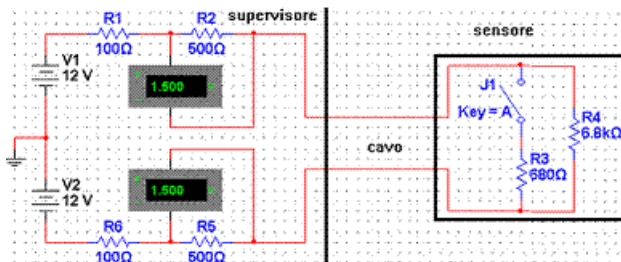 supervisore
sensore
R1
100Ω
R2
500Ω
V1
12 V
1.500
J1
Key = A
R4
6.8kΩ
R3
680Ω
cavo
V2
12 V
1.500
R6
100Ω
R5
500Ω